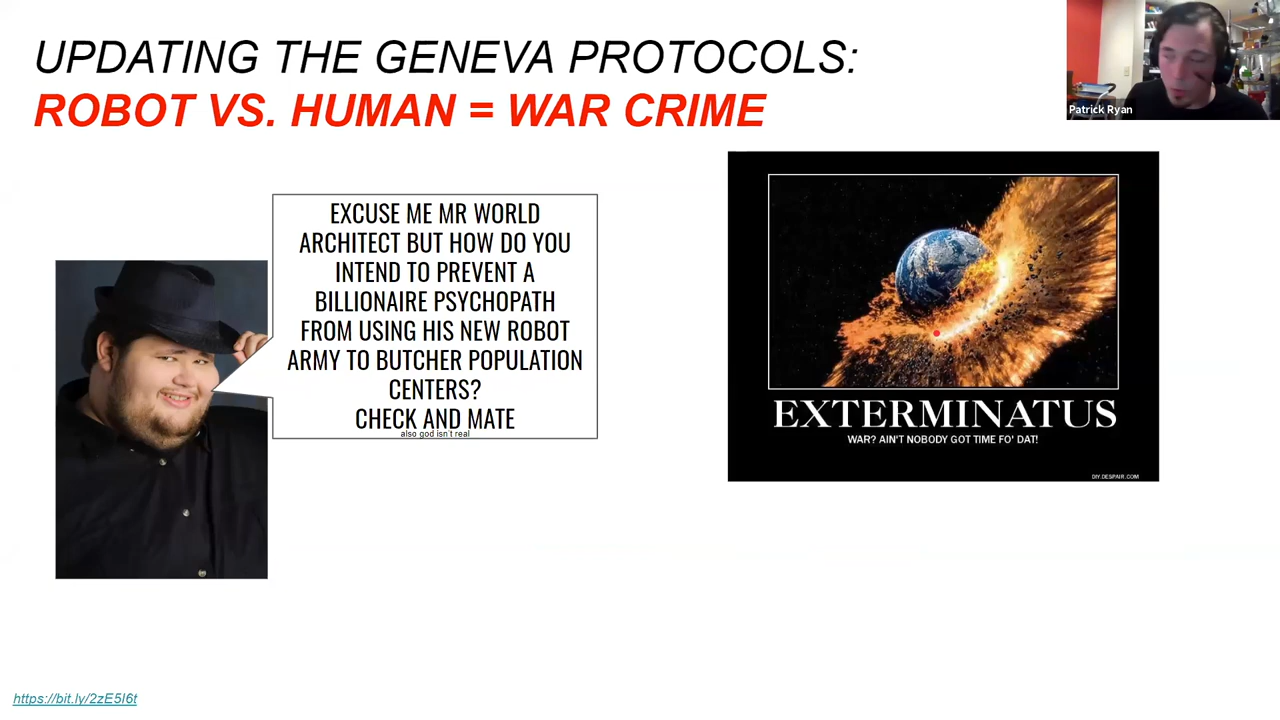 UPDATING THE GENEVA PROTOCOLS:
ROBOT VS. HUMAN = WAR CRIME
Patrick Ryan
EXCUSE ME MR WORLD
ARCHITECT BUT HOW DO YOU
INTEND TO PREVENT A
BILLIONAIRE PSYCHOPATH
FROM USING HIS NEW ROBOT
ARMY TO BUTCHER POPULATION
CENTERS?
CHECK AND MATE
also god isn't real
EXTERMINATUS
WAR? AIN'T NOBODY GOT TIME FO' DAT!
DIY.DESPAIR.COM
https://bit.ly/2zE5I6t